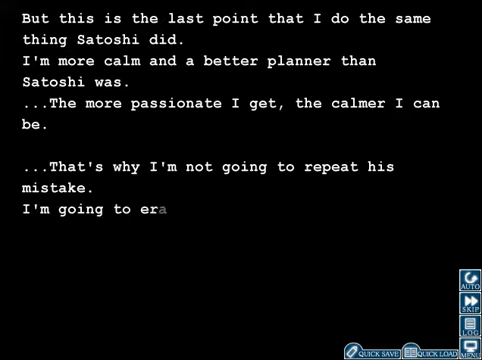 But this is the last point that I do the same
thing Satoshi did.
I'm more calm and a better planner than
Satoshi was.
...The more passionate I get, the calmer I can
be.
...That's why I'm not going to repeat his
mistake.
I'm going to era
AUTO
SKIP
LOG
QUICK SAVE
QUICK LOAD
MENU